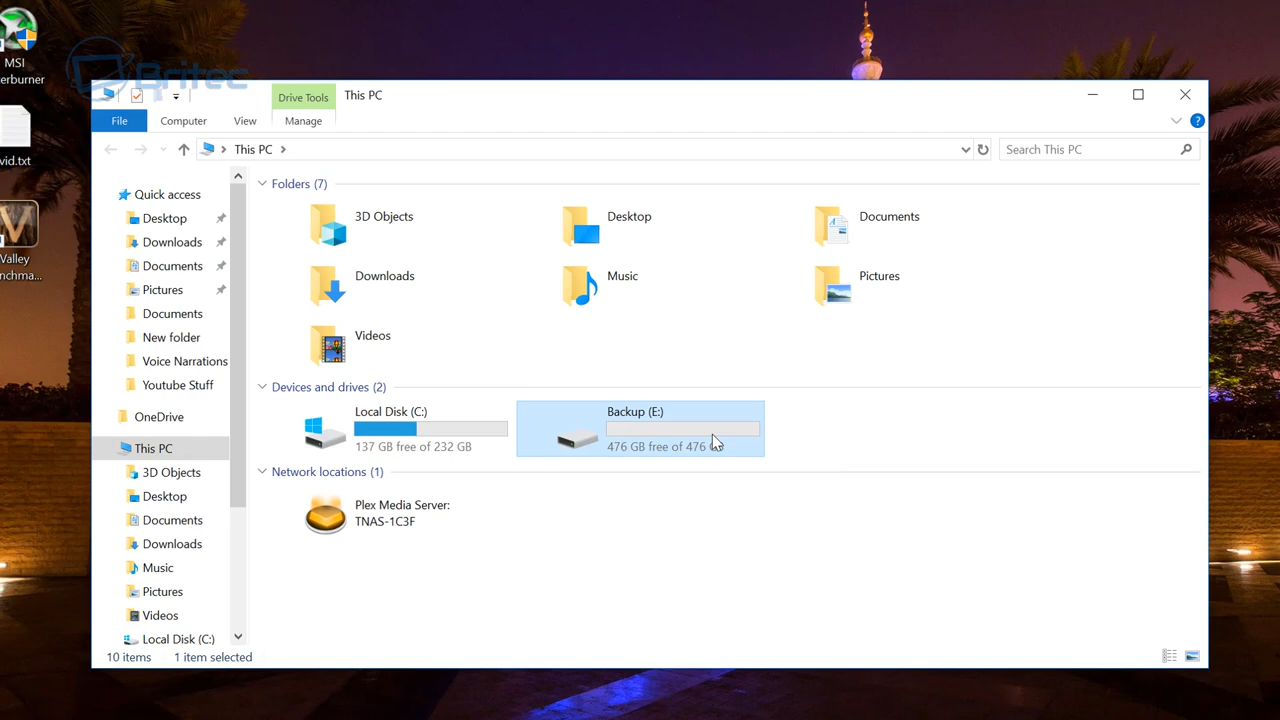 MSI
erburner
vid.txt
Valley
nchma...
Britec
Drive Tools
This PC
File
Computer
View
Manage
?
This PC
Search This PC
Quick access
Desktop
Downloads
Documents
Pictures
Documents
New folder
Voice Narrations
Youtube Stuff
OneDrive
This PC
3D Objects
Desktop
Documents
Downloads
Music
Pictures
Videos
Local Disk (C:)
Folders (7)
3D Objects
Desktop
Documents
Downloads
Music
Pictures
Videos
Devices and drives (2)
Local Disk (C:)
137 GB free of 232 GB
Backup (E:)
476 GB free of 476
Network locations (1)
Plex Media Server:
TNAS-1C3F
10 items
1 item selected